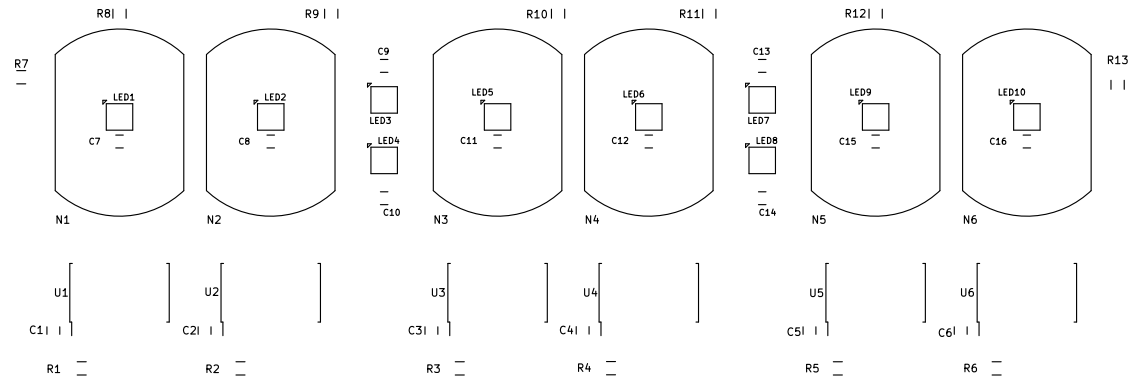 R8 R9 R10 R11 R12
C9 C13
R7 R13
LED1 LED2 LED5 LED6 LED9 LED10
LED3 LED7
C7 C8 LED4 C11 C12 LED8 C15 C16
C10 C14
N1 N2 N3 N4 N5 N6
U1 U2 U3 U4 U5 U6
C1 C2 C3 C4 C5 C6
R1 R2 R3 R4 R5 R6